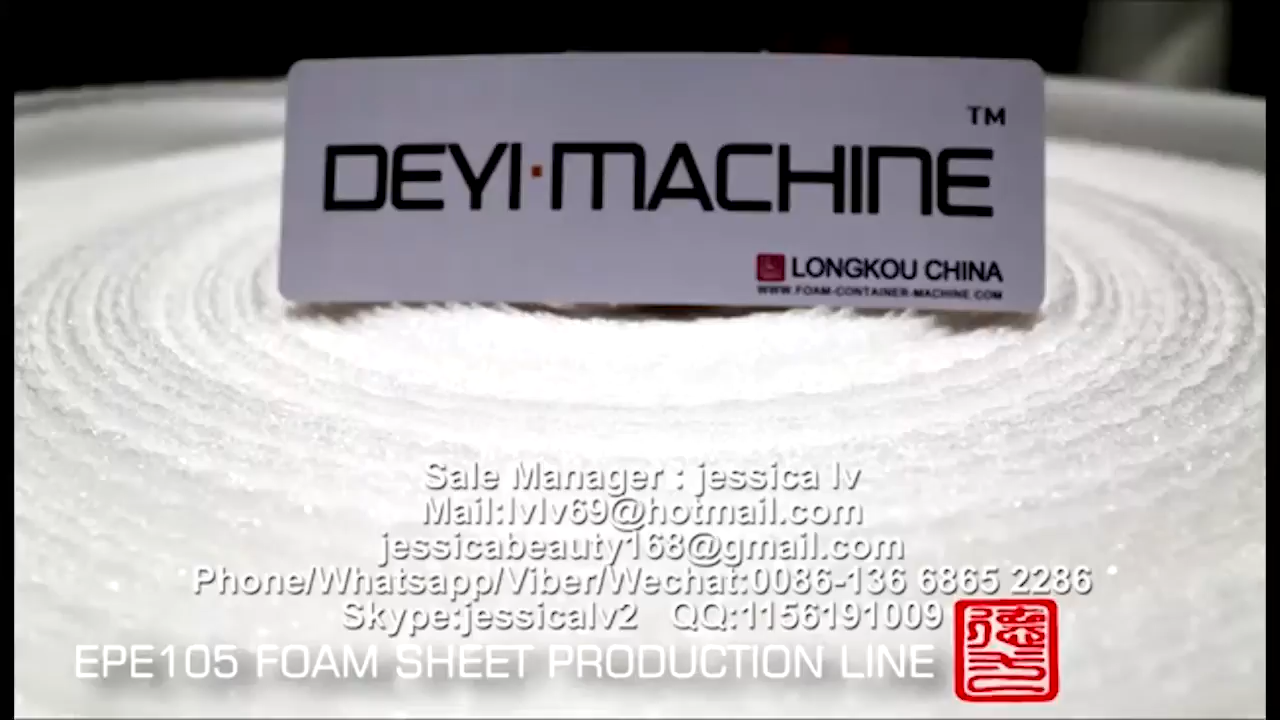 TM
DEYI·MACHINE
LONGKOU CHINA
WWW.FOAM-CONTAINER-MACHINE.COM
Sale Manager : jessica lv
Mail:lvlv69@hotmail.com
jessicabeauty168@gmail.com
Phone/Whatsapp/Viber/Wechat:0086-136 6865 2286
Skype:jessicalv2 QQ:1156191009
EPE105 FOAM SHEET PRODUCTION LINE